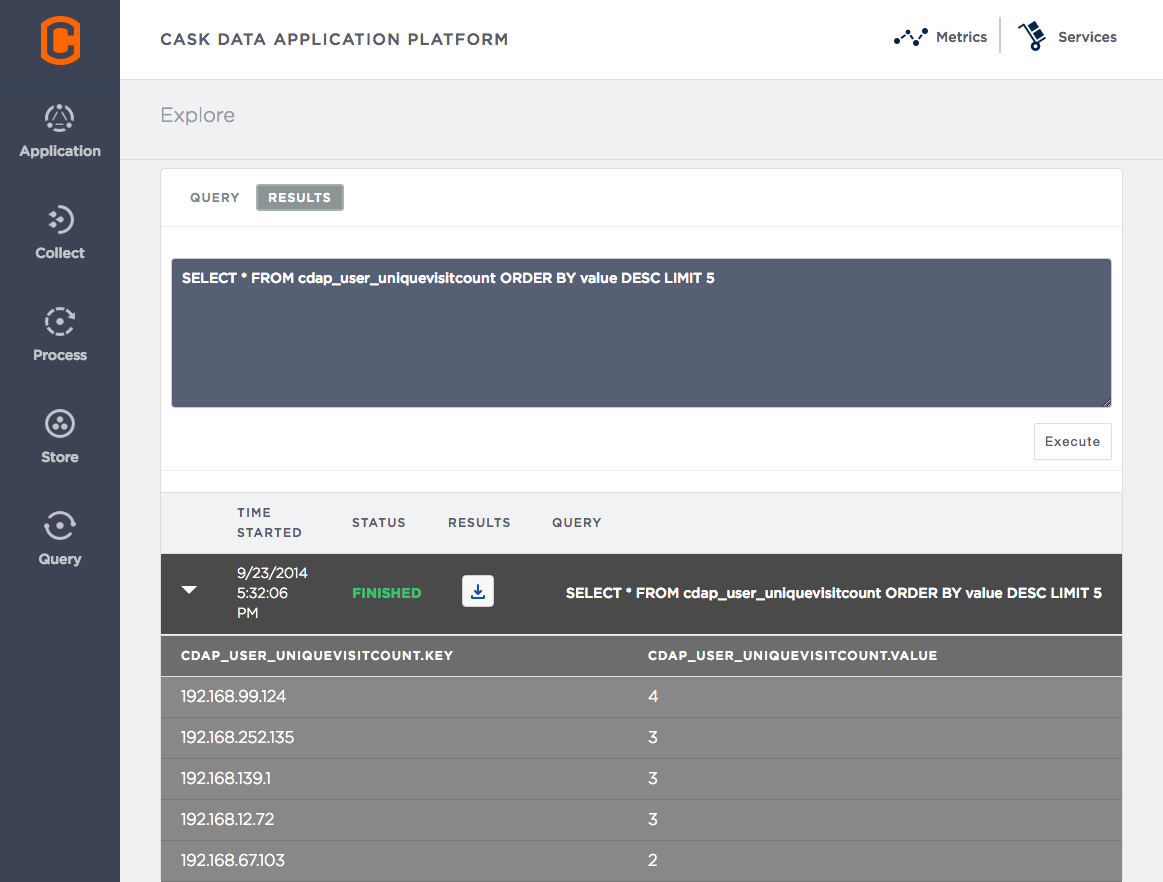 CASK DATA APPLICATION PLATFORM
Metrics
Services
Application
Collect
Process
Store
Query
Explore
QUERY
RESULTS
SELECT * FROM cdap_user_uniquevisitcount ORDER BY value DESC LIMIT 5
Execute
TIME
STARTED
STATUS
RESULTS
QUERY
9/23/2014
5:32:06
PM
FINISHED
SELECT * FROM cdap_user_uniquevisitcount ORDER BY value DESC LIMIT 5
CDAP_USER_UNIQUEVISITCOUNT.KEY CDAP_USER_UNIQUEVISITCOUNT.VALUE
192.168.99.124 4
192.168.252.135 3
192.168.139.1 3
192.168.12.72 3
192.168.67.103 2